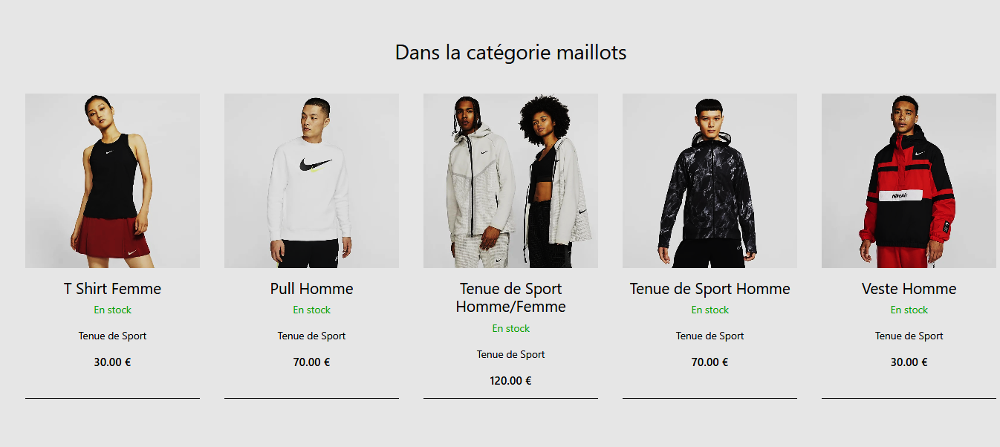 Dans la catégorie maillots
NikeAir
T Shirt Femme
En stock
Tenue de Sport
30.00 €
Pull Homme
En stock
Tenue de Sport
70.00 €
Tenue de Sport
Homme/Femme
En stock
Tenue de Sport
120.00 €
Tenue de Sport Homme
En stock
Tenue de Sport
70.00 €
Veste Homme
En stock
Tenue de Sport
30.00 €